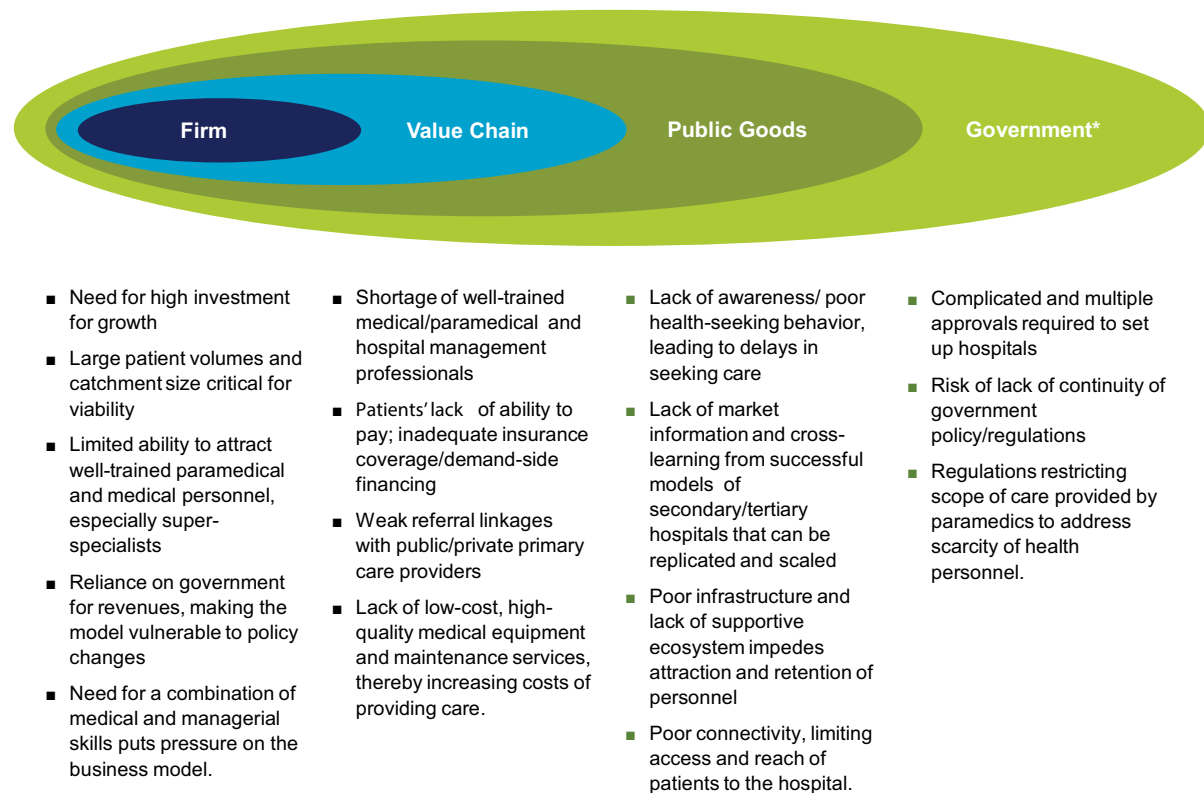 Firm
Value Chain
Public Goods
Government*
■ Need for high investment
for growth
■ Large patient volumes and
catchment size critical for
viability
■ Limited ability to attract
well-trained paramedical
and medical personnel,
especially super-
specialists
■ Reliance on government
for revenues, making the
model vulnerable to policy
changes
■ Need for a combination of
medical and managerial
skills puts pressure on the
business model.
■ Shortage of well-trained
medical/paramedical and
hospital management
professionals
■ Patients' lack of ability to
pay; inadequate insurance
coverage/demand-side
financing
■ Weak referral linkages
with public/private primary
care providers
■ Lack of low-cost, high-
quality medical equipment
and maintenance services,
thereby increasing costs of
providing care.
■ Lack of awareness/ poor
health-seeking behavior,
leading to delays in
seeking care
■ Lack of market
information and cross-
learning from successful
models of
secondary/tertiary
hospitals that can be
replicated and scaled
■ Poor infrastructure and
lack of supportive
ecosystem impedes
attraction and retention of
personnel
■ Poor connectivity, limiting
access and reach of
patients to the hospital.
■ Complicated and multiple
approvals required to set
up hospitals
■ Risk of lack of continuity of
government
policy/regulations
■ Regulations restricting
scope of care provided by
paramedics to address
scarcity of health
personnel.